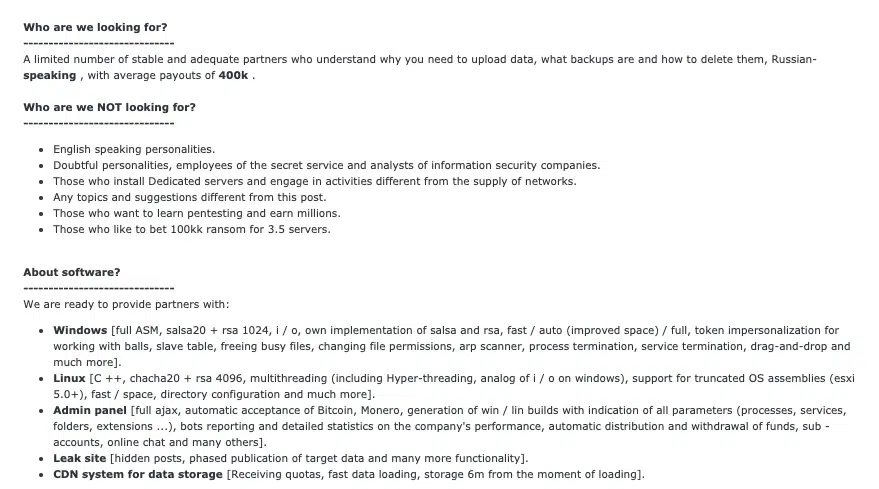 Who are we looking for?
------------------------------
A limited number of stable and adequate partners who understand why you need to upload data, what backups are and how to delete them, Russian-
speaking , with average payouts of 400k .
Who are we NOT looking for?
------------------------------
• English speaking personalities.
• Doubtful personalities, employees of the secret service and analysts of information security companies.
• Those who install Dedicated servers and engage in activities different from the supply of networks.
• Any topics and suggestions different from this post.
• Those who want to learn pentesting and earn millions.
• Those who like to bet 100kk ransom for 3.5 servers.
About software?
------------------------------
We are ready to provide partners with:
• Windows [full ASM, salsa20 + rsa 1024, i / o, own implementation of salsa and rsa, fast / auto (improved space) / full, token impersonalization for
working with balls, slave table, freeing busy files, changing file permissions, arp scanner, process termination, service termination, drag-and-drop and
much more].
• Linux [C ++, chacha20 + rsa 4096, multithreading (including Hyper-threading, analog of i / o on windows), support for truncated OS assemblies (esxi
5.0+), fast / space, directory configuration and much more].
• Admin panel [full ajax, automatic acceptance of Bitcoin, Monero, generation of win / lin builds with indication of all parameters (processes, services,
folders, extensions ...), bots reporting and detailed statistics on the company's performance, automatic distribution and withdrawal of funds, sub -
accounts, online chat and many others].
• Leak site [hidden posts, phased publication of target data and many more functionality].
• CDN system for data storage [Receiving quotas, fast data loading, storage 6m from the moment of loading].